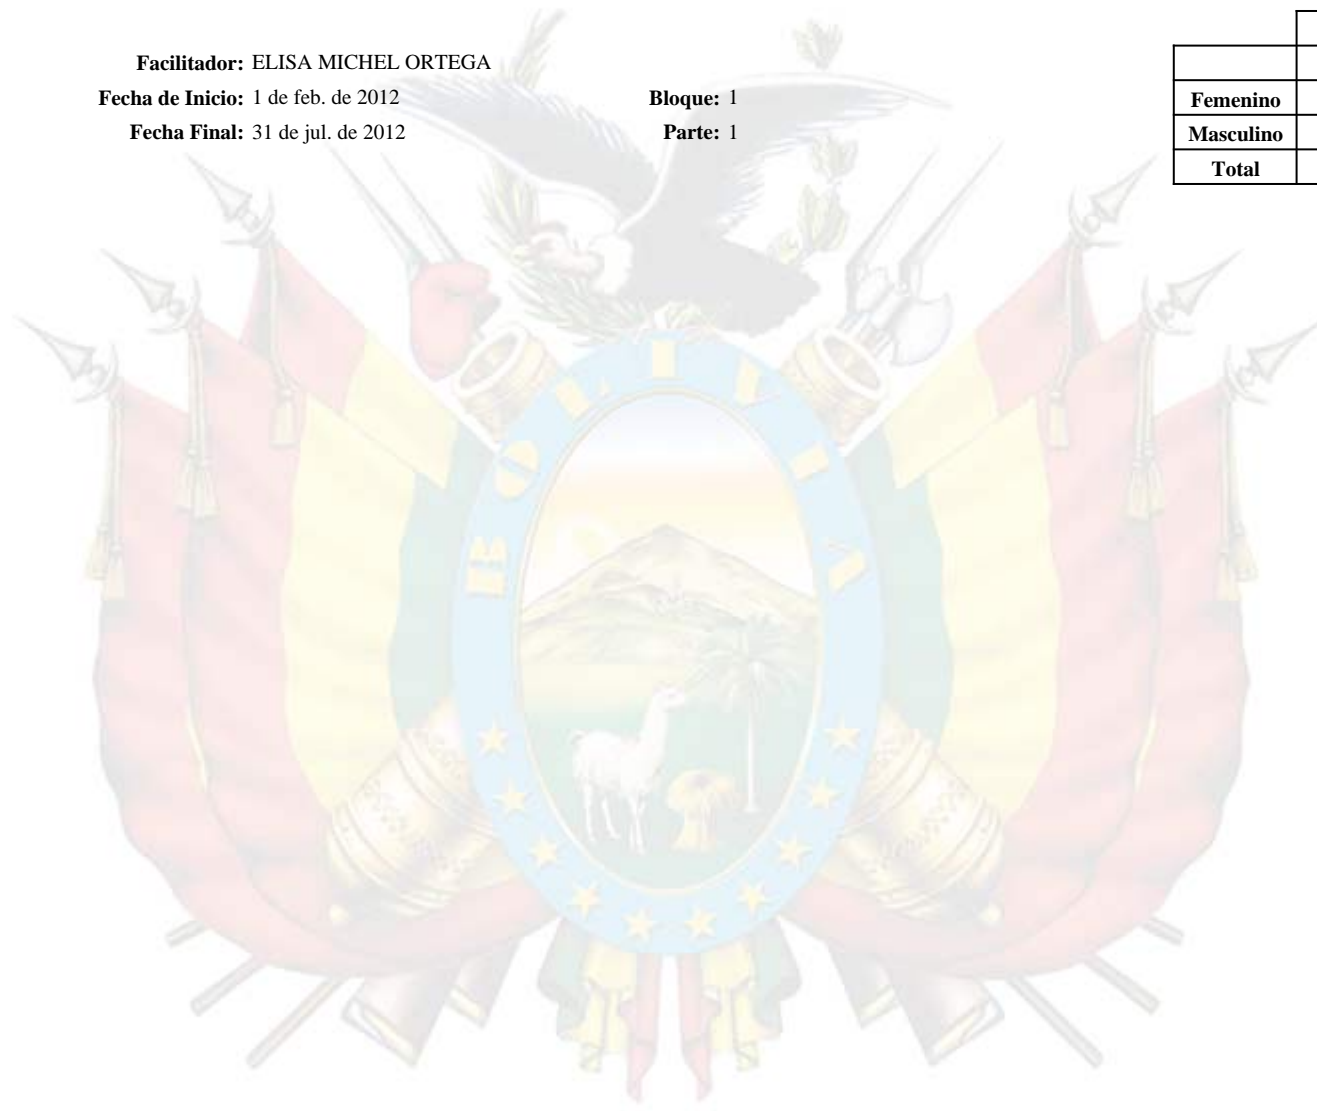 Facilitador: ELISA MICHEL ORTEGA
Fecha de Inicio: 1 de feb. de 2012 Bloque: 1
Fecha Final: 31 de jul. de 2012 Parte: 1
Femenino
Masculino
Total
BOLIVIA